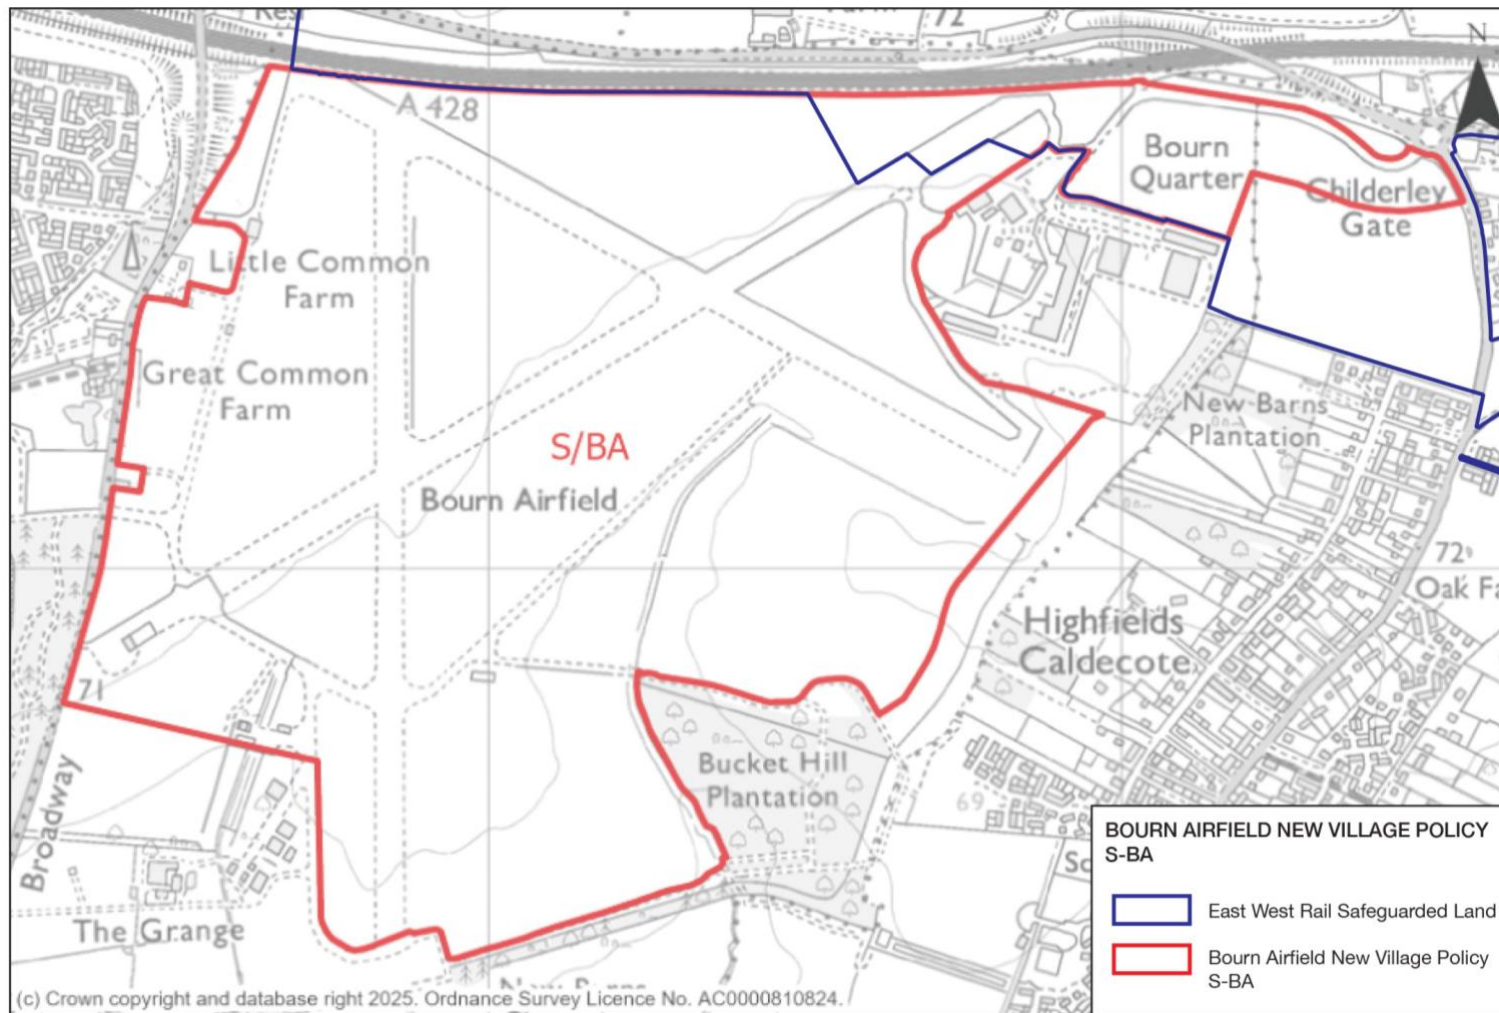 72
N
A 428
Bourn
Quarter
Childerley
Gate
Little Common
Farm
Great Common
Farm
New Barns
Plantation
S/BA
Bourn Airfield
72
Oak Fa
Highfields
Caldecote
71
Bucket Hill
Plantation
69
Broadway
The Grange
BOURN AIRFIELD NEW VILLAGE POLICY
S-BA
East West Rail Safeguarded Land
Bourn Airfield New Village Policy
S-BA
(c) Crown copyright and database right 2025. Ordnance Survey Licence No. AC0000810824.